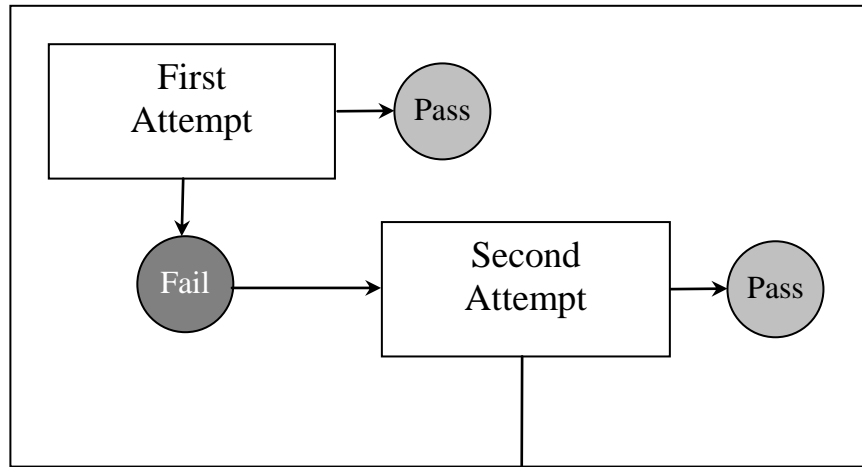 First
Attempt
Pass
Fail
Second
Attempt
Pass